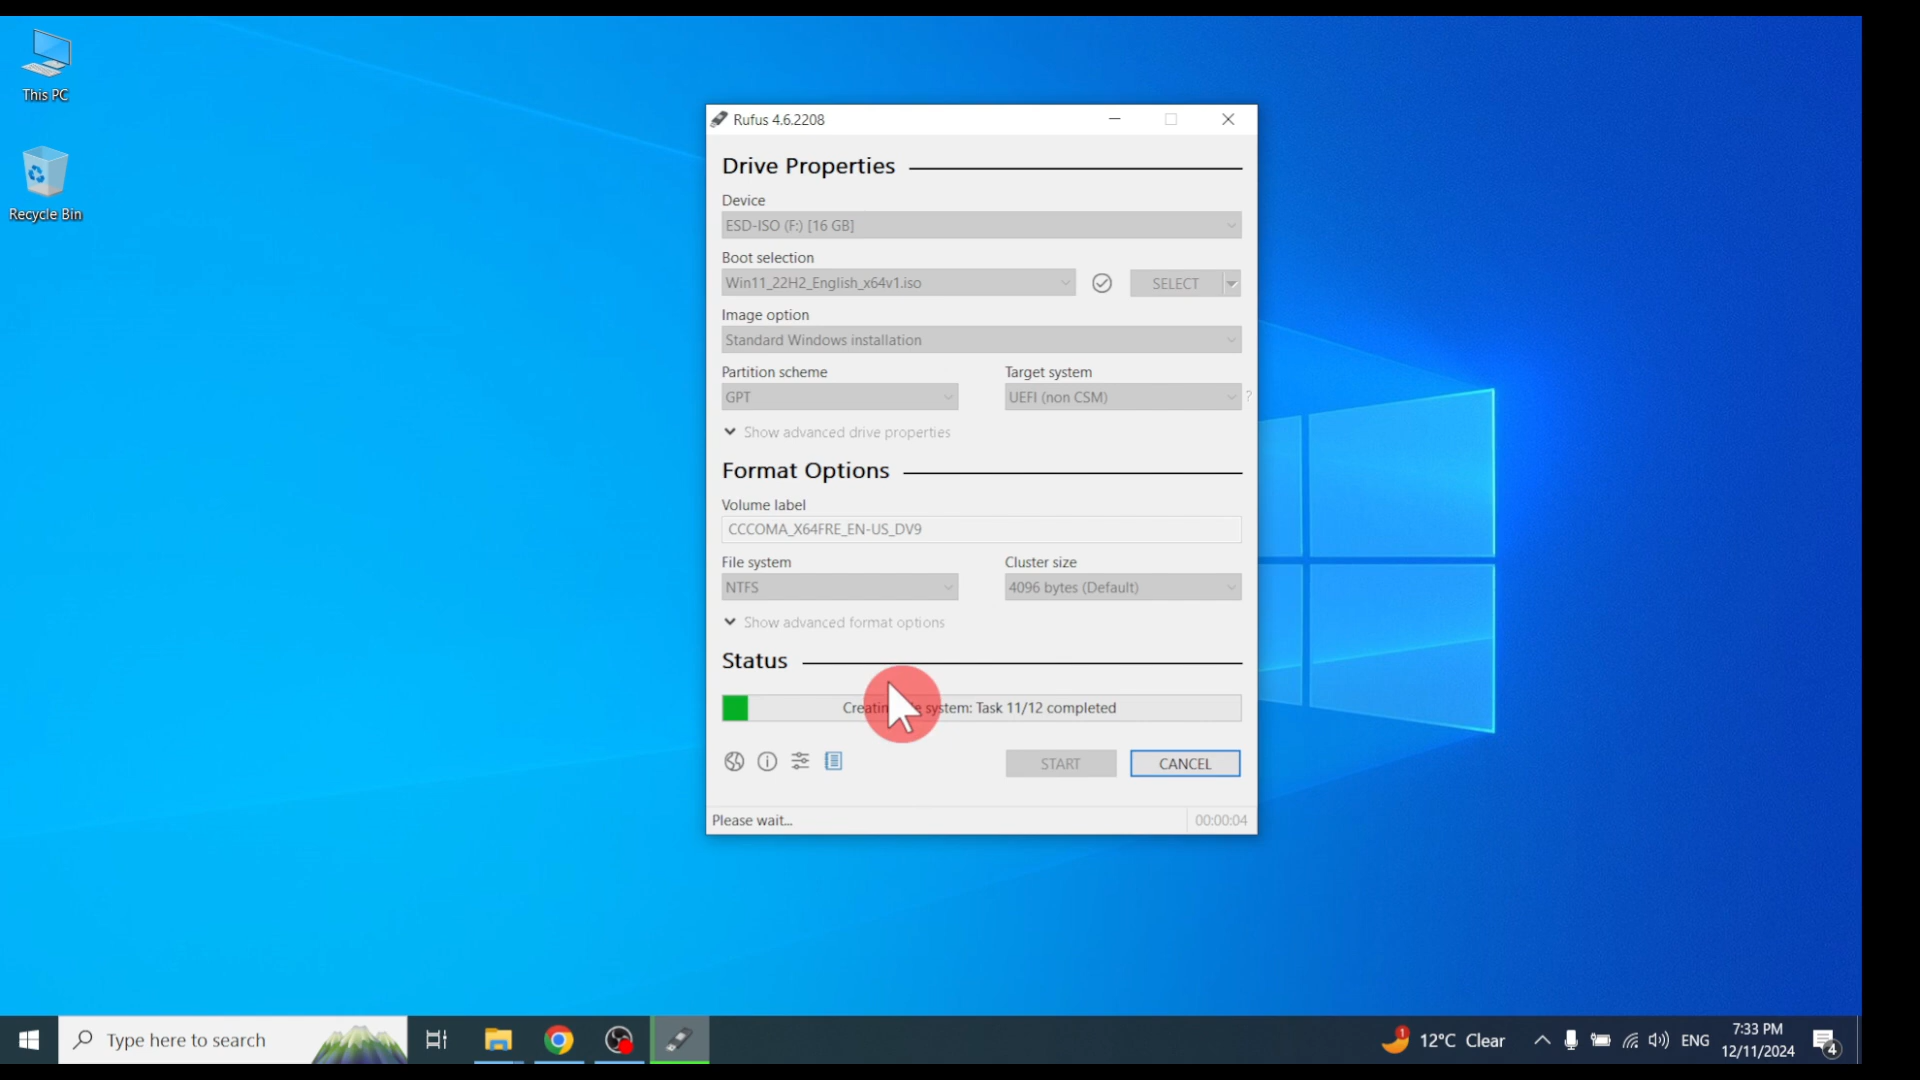 This PC
Recycle Bin
Rufus 4.6.2208
Drive Properties
Device
ESD-ISO (F:) [16 GB]
Boot selection
Win11_22H2_English_x64v1.iso
SELECT
Image option
Standard Windows installation
Partition scheme
Target system
GPT
UEFI (non CSM)
?
Show advanced drive properties
Format Options
Volume label
CCCOMA_X64FRE_EN-US_DV9
File system
Cluster size
NTFS
4096 bytes (Default)
Show advanced format options
Status
system: Task 11/12 completed
START
CANCEL
Please wait...
00:00:04
Type here to search
1
12°C Clear
ENG
7:33 PM
12/11/2024
4